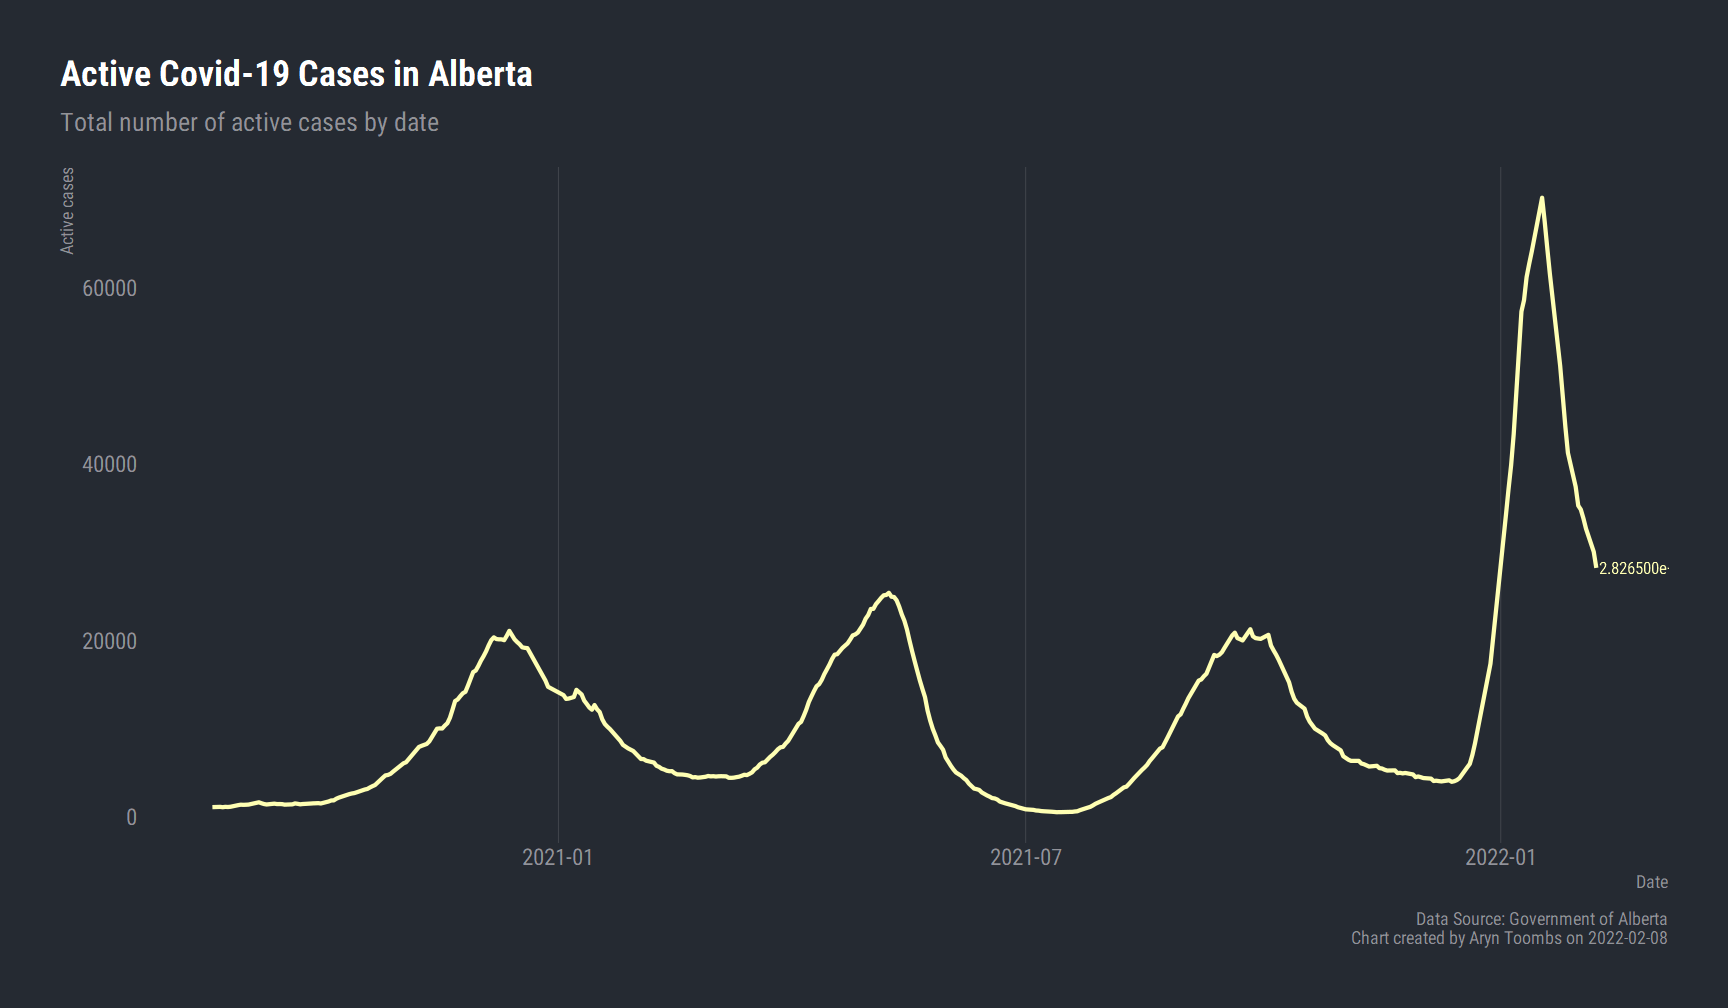 Active Covid-19 Cases in Alberta
Total number of active cases by date
Active cases
60000
40000
20000
0
2.826500e
2021-01
2021-07
2022-01
Date
Data Source: Government of Alberta
Chart created by Aryn Toombs on 2022-02-08